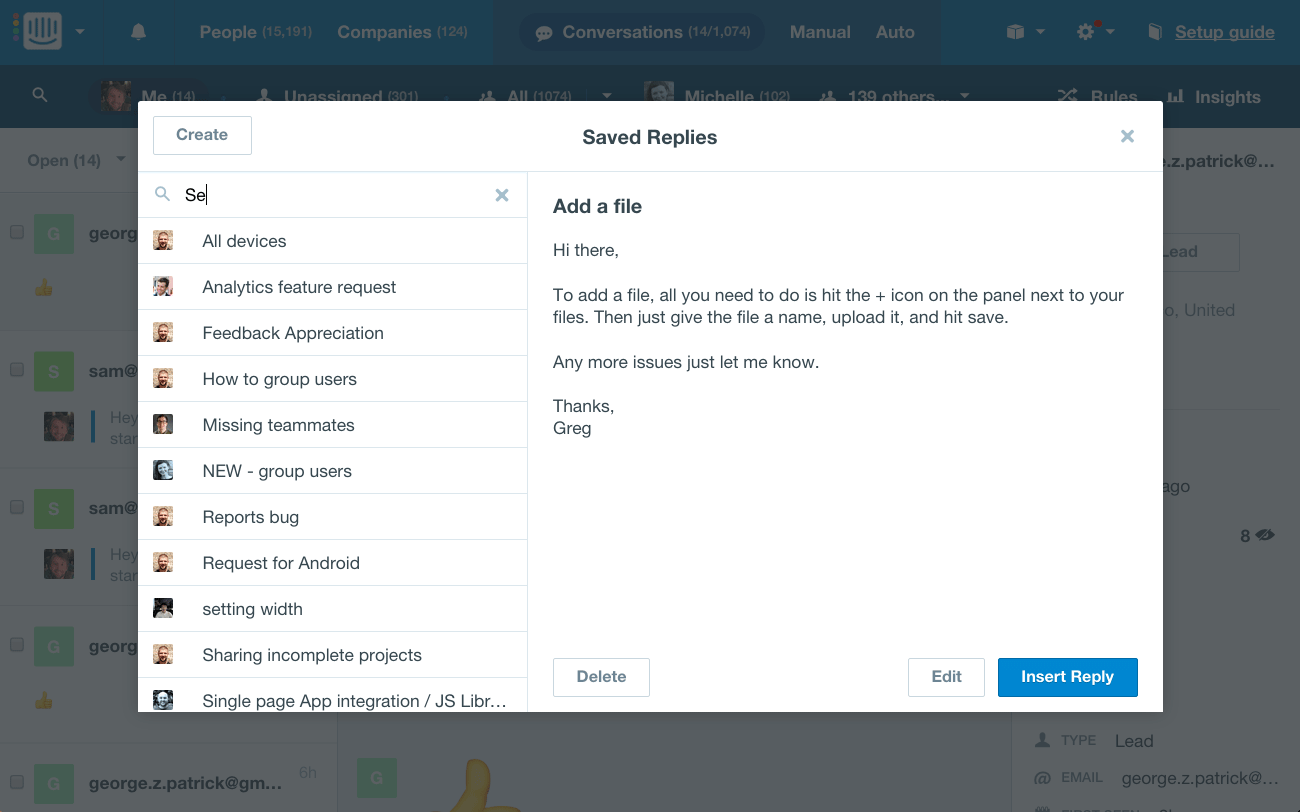 People (15,191)
Companies (124)
Conversations (14/1,074)
Manual
Auto
Setup guide
Me (14)
Unassigned (301)
All (1074)
Michelle (102)
139 others...
Rules
Insights
Open (14)
e.z.patrick@...
Create
Saved Replies
Se
All devices
Analytics feature request
Feedback Appreciation
How to group users
Missing teammates
NEW - group users
Reports bug
Request for Android
setting width
Sharing incomplete projects
Single page App integration / JS Libr...
Add a file
Hi there,
To add a file, all you need to do is hit the + icon on the panel next to your
files. Then just give the file a name, upload it, and hit save.
Any more issues just let me know.
Thanks,
Greg
Delete
Edit
Insert Reply
G
georg
S
sam@
Hey
star
S
sam@
Hey
star
G
georg
G
george.z.patrick@gm...
6h
G
Lead
o, United
ago
8
TYPE
Lead
EMAIL
george.z.patrick@...